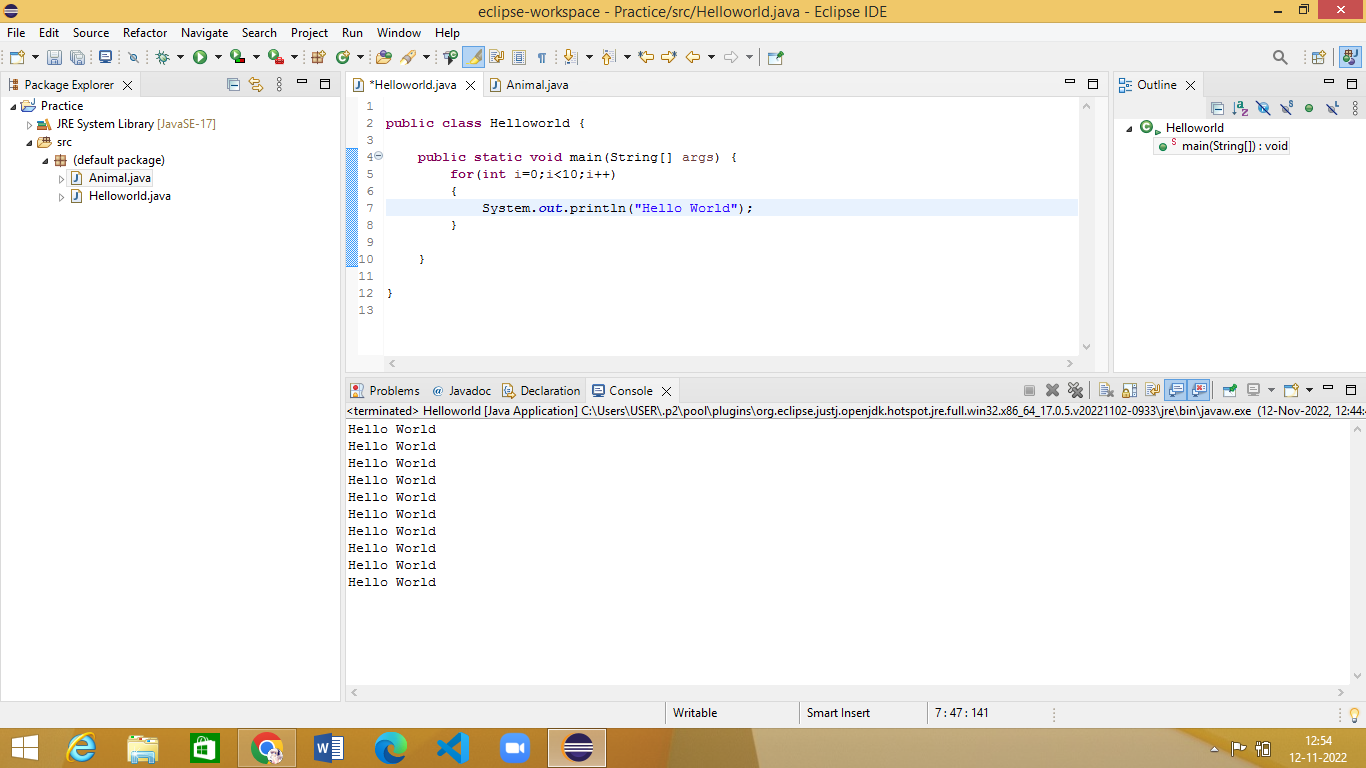 eclipse-workspace - Practice/src/Helloworld.java - Eclipse IDE
File Edit Source Refactor Navigate Search Project Run Window Help
Package Explorer
Practice
JRE System Library [JavaSE-17]
src
(default package)
Animal.java
Helloworld.java
*Helloworld.java Animal.java
1
2 public class Helloworld {
3
4 public static void main(String[] args) {
5 for(int i=0;i<10;i++)
6 {
7 System.out.println("Hello World");
8 }
9
10 }
11
12 }
13
Outline
Helloworld
main(String[]) : void
Problems Javadoc Declaration Console
<terminated> Helloworld [Java Application] C:\Users\USER\.p2\pool\plugins\org.eclipse.justj.openjdk.hotspot.jre.full.win32.x86_64_17.0.5.v20221102-0933\jre\bin\javaw.exe (12-Nov-2022, 12:44:
Hello World
Hello World
Hello World
Hello World
Hello World
Hello World
Hello World
Hello World
Hello World
Hello World
Writable Smart Insert 7 : 47 : 141
12:54
12-11-2022